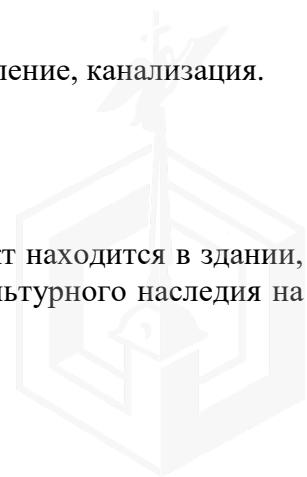 ление, канализация.
т находится в здании,
льтурного наследия на